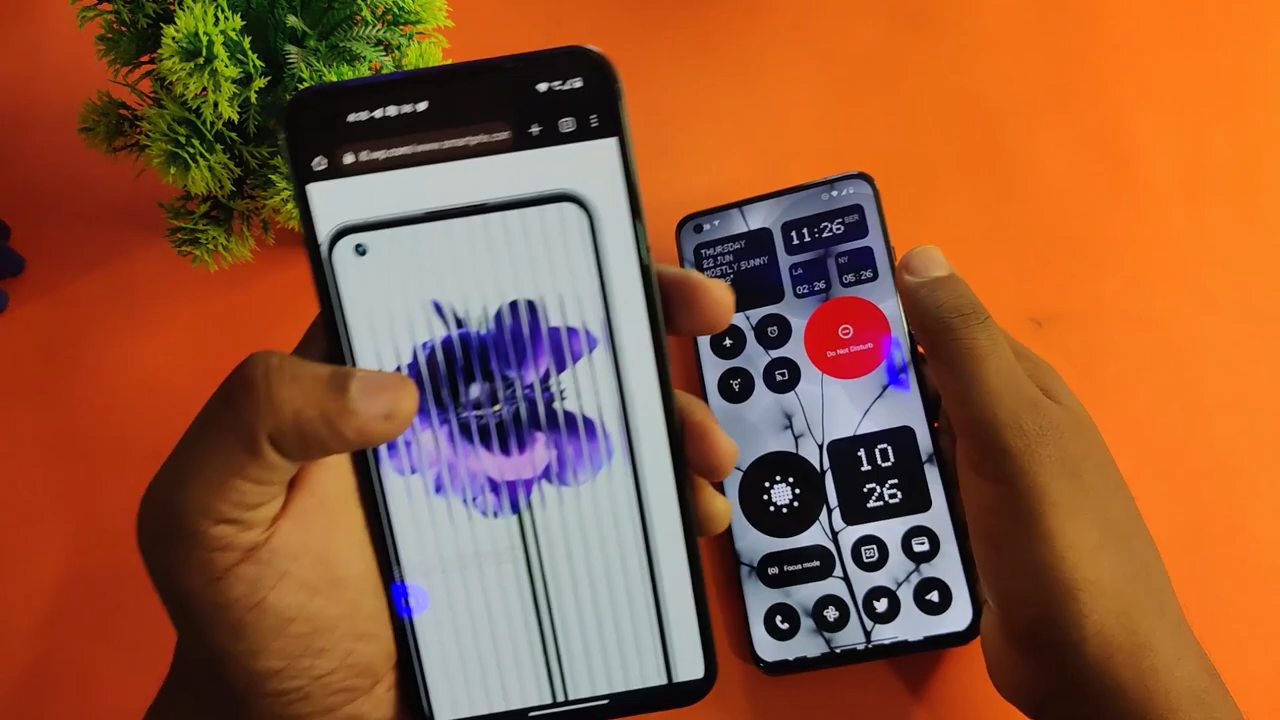 11:26 BER
THURSDAY
22 JUN
MOSTLY SUNNY
LA
02:26
NY
05:26
Do Not Disturb
10
26
22
Focus mode